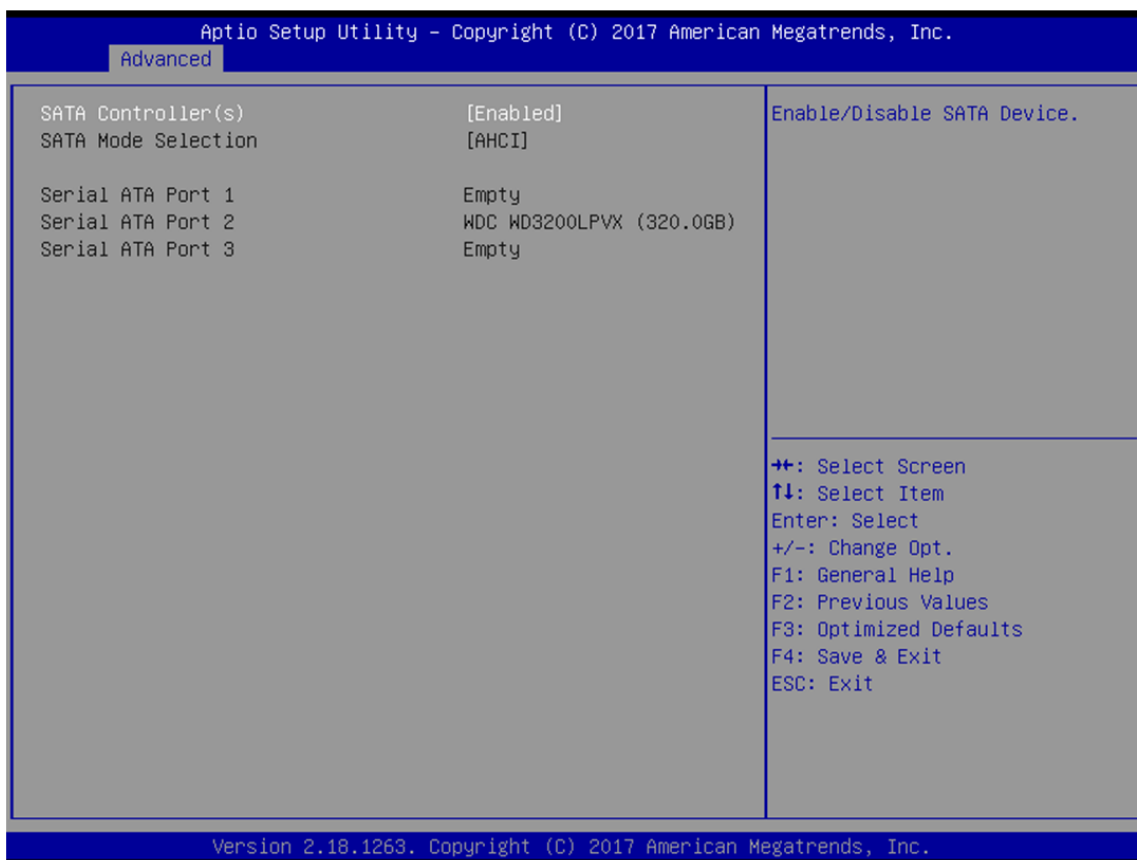 Aptio Setup Utility – Copyright (C) 2017 American Megatrends, Inc.
Advanced
SATA Controller(s) [Enabled]
SATA Mode Selection [AHCI]
Serial ATA Port 1 Empty
Serial ATA Port 2 WDC WD3200LPVX (320.0GB)
Serial ATA Port 3 Empty
Enable/Disable SATA Device.
→←: Select Screen
↑↓: Select Item
Enter: Select
+/-: Change Opt.
F1: General Help
F2: Previous Values
F3: Optimized Defaults
F4: Save & Exit
ESC: Exit
Version 2.18.1263. Copyright (C) 2017 American Megatrends, Inc.